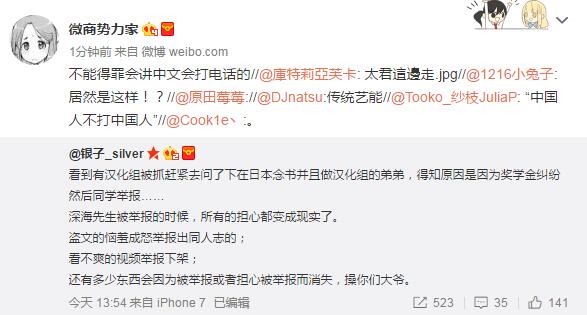 微商势力家
1分钟前 来自 微博 weibo.com
不能得罪会讲中文会打电话的//@庫特莉亞芙卡: 太君這邊走.jpg//@1216小兔子:
居然是这样！？//@原田莓莓://@DJnatsu:传统艺能//@Tooko_纱枝JuliaP: “中国
人不打中国人”//@Cook1e丶:。
@银子_silver
看到有汉化组被抓赶紧去问了下在日本念书并且做汉化组的弟弟，得知原因是因为奖学金纠纷
然后同学举报……
深海先生被举报的时候，所有的担心都变成现实了。
盗文的恼羞成怒举报出同人志的；
看不爽的视频举报下架；
还有多少东西会因为被举报或者担心被举报而消失，操你们大爷。
今天 13:54 来自 iPhone 7 已编辑
523 35 141